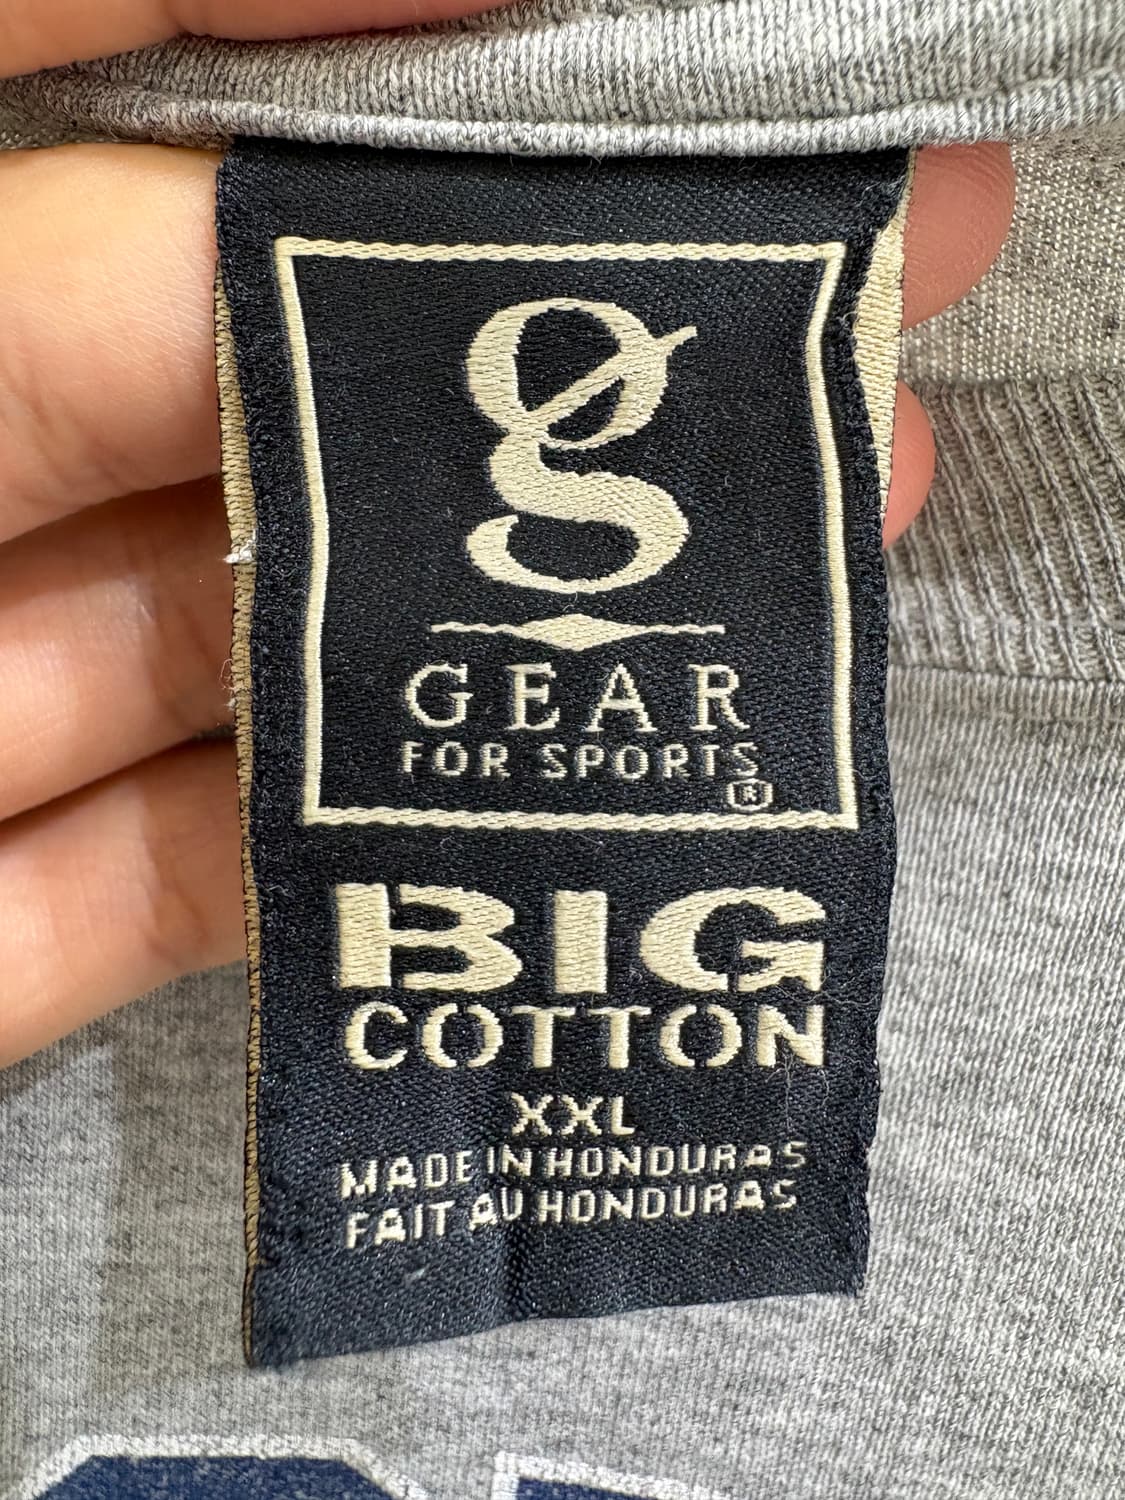 g
GEAR
FOR SPORTS
®
BIG
COTTON
XXL
MADE IN HONDURAS
FAIT AU HONDURAS